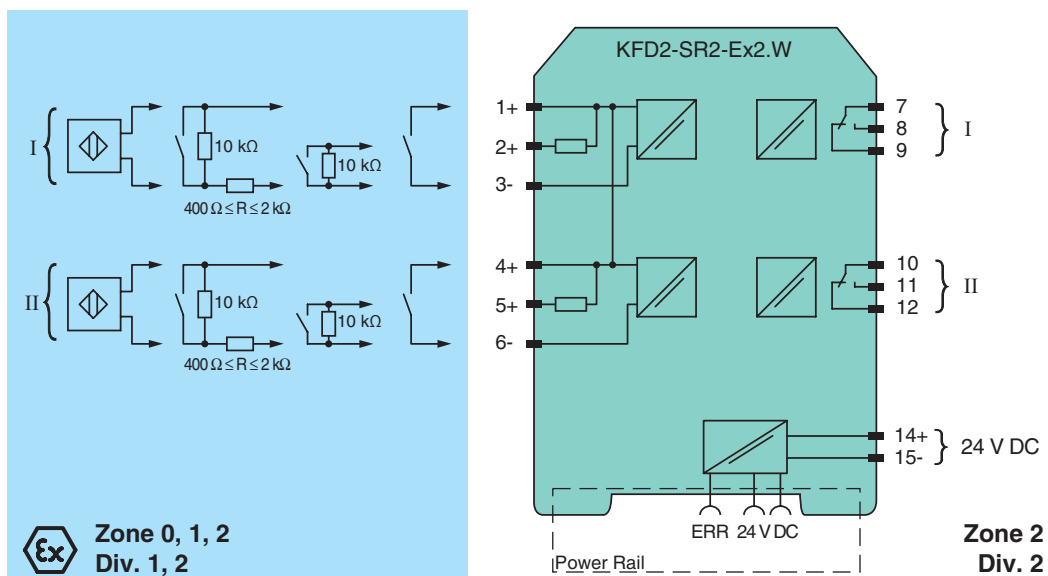 KFD2-SR2-Ex2.W
I
10 kΩ
400 Ω ≤ R ≤ 2 kΩ
10 kΩ
II
10 kΩ
400 Ω ≤ R ≤ 2 kΩ
10 kΩ
1+
2+
3-
4+
5+
6-
7
8
9
I
10
11
12
II
14+
15-
24 V DC
ERR 24 V DC
Power Rail
Ex
Zone 0, 1, 2
Div. 1, 2
Zone 2
Div. 2